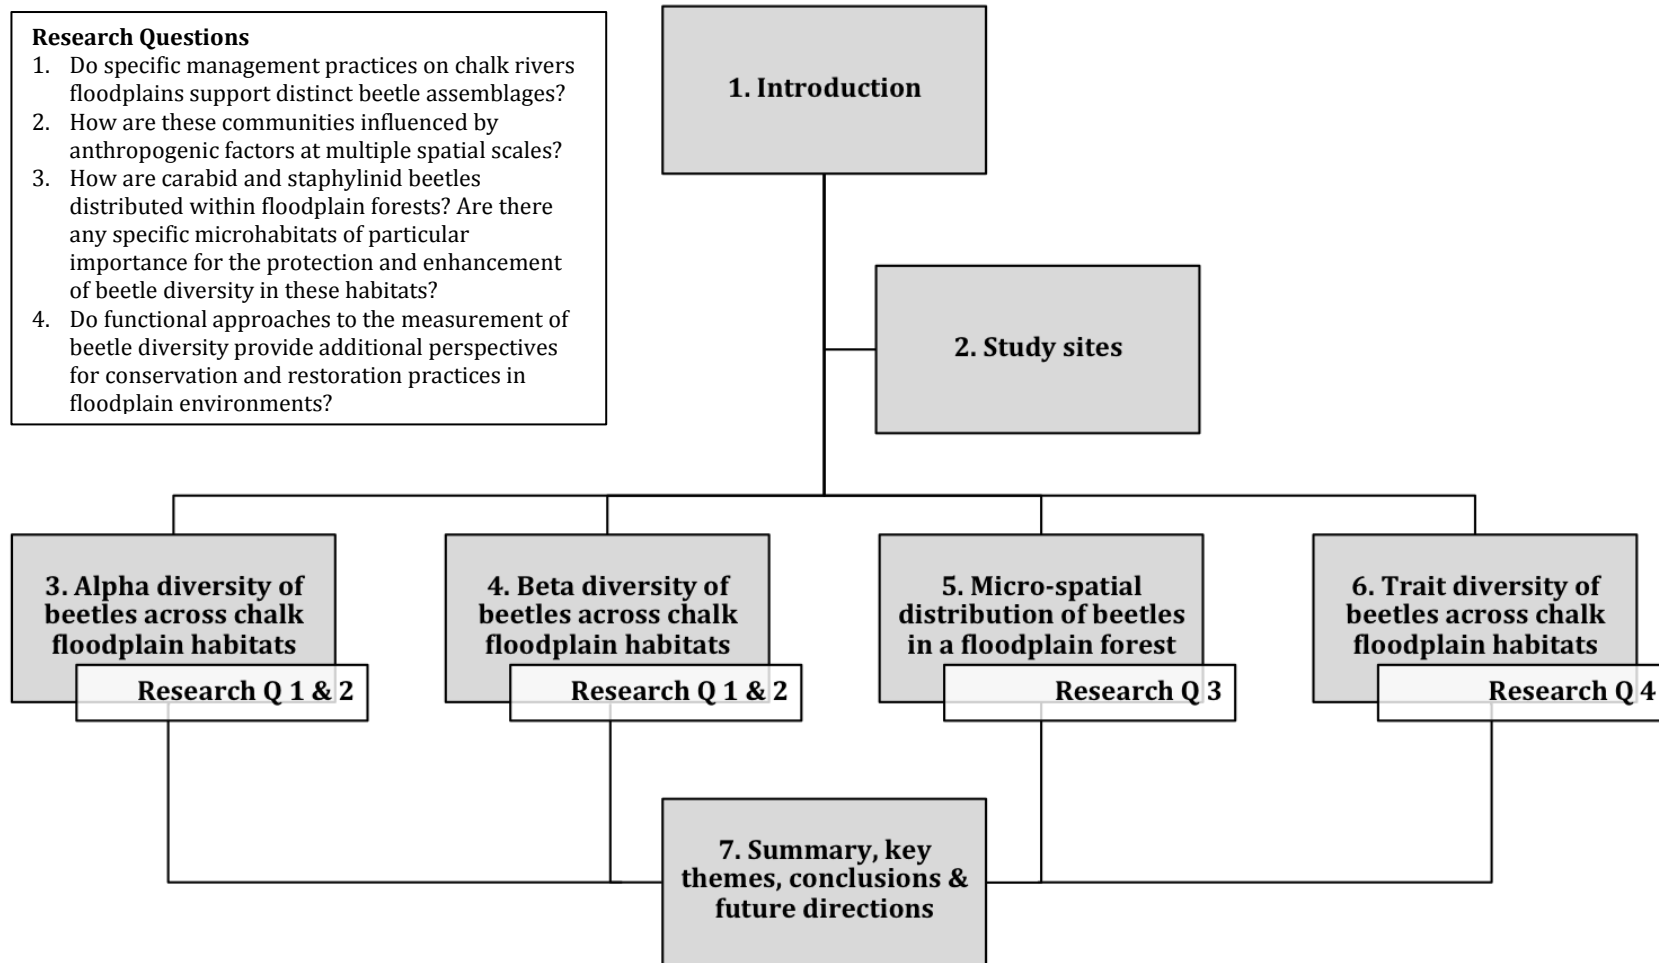 Research Questions
1. Do specific management practices on chalk rivers
floodplains support distinct beetle assemblages?
2. How are these communities influenced by
anthropogenic factors at multiple spatial scales?
3. How are carabid and staphylinid beetles
distributed within floodplain forests? Are there
any specific microhabitats of particular
importance for the protection and enhancement
of beetle diversity in these habitats?
4. Do functional approaches to the measurement of
beetle diversity provide additional perspectives
for conservation and restoration practices in
floodplain environments?
1. Introduction
2. Study sites
3. Alpha diversity of
beetles across chalk
floodplain habitats
Research Q 1 & 2
4. Beta diversity of
beetles across chalk
floodplain habitats
Research Q 1 & 2
5. Micro-spatial
distribution of beetles
in a floodplain forest
Research Q 3
6. Trait diversity of
beetles across chalk
floodplain habitats
Research Q 4
7. Summary, key
themes, conclusions &
future directions